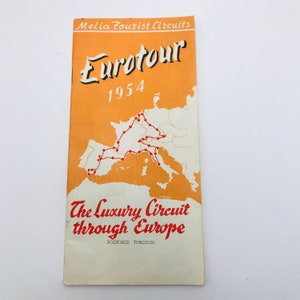 Melia Tourist Circuits
Eurotour
1954
The Luxury Circuit
through Europe